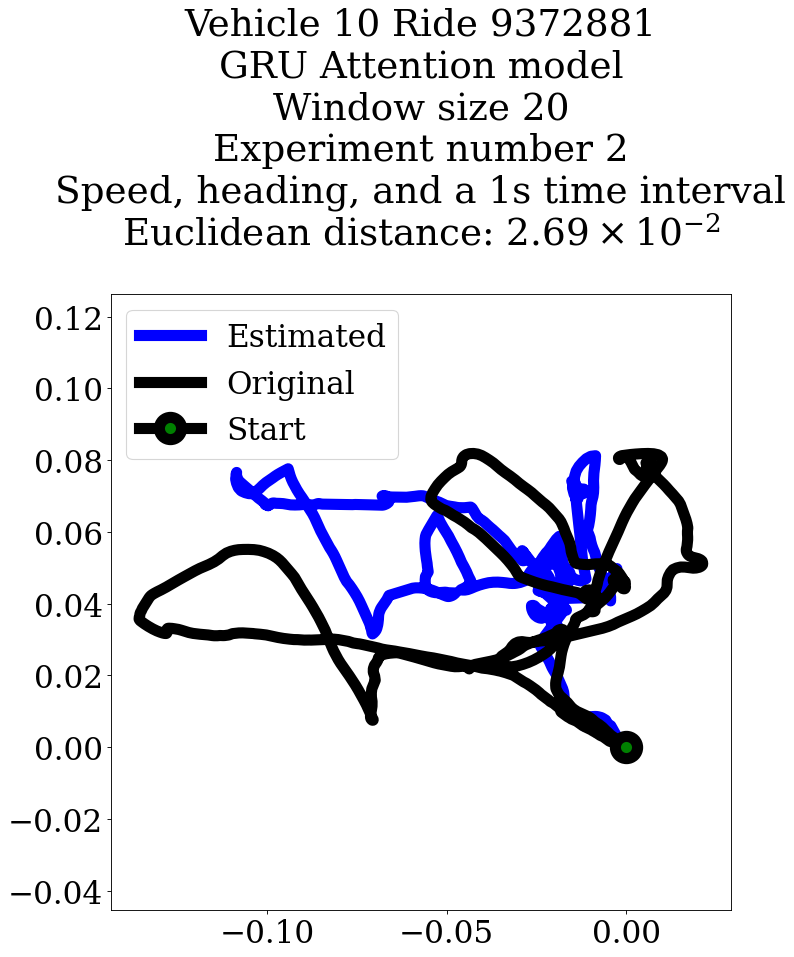 Vehicle 10 Ride 9372881
GRU Attention model
Window size 20
Experiment number 2
Speed, heading, and a 1s time interval
Euclidean distance: 2.69 × 10⁻²
Estimated
Original
Start
0.12
0.10
0.08
0.06
0.04
0.02
0.00
−0.02
−0.04
−0.10 −0.05 0.00